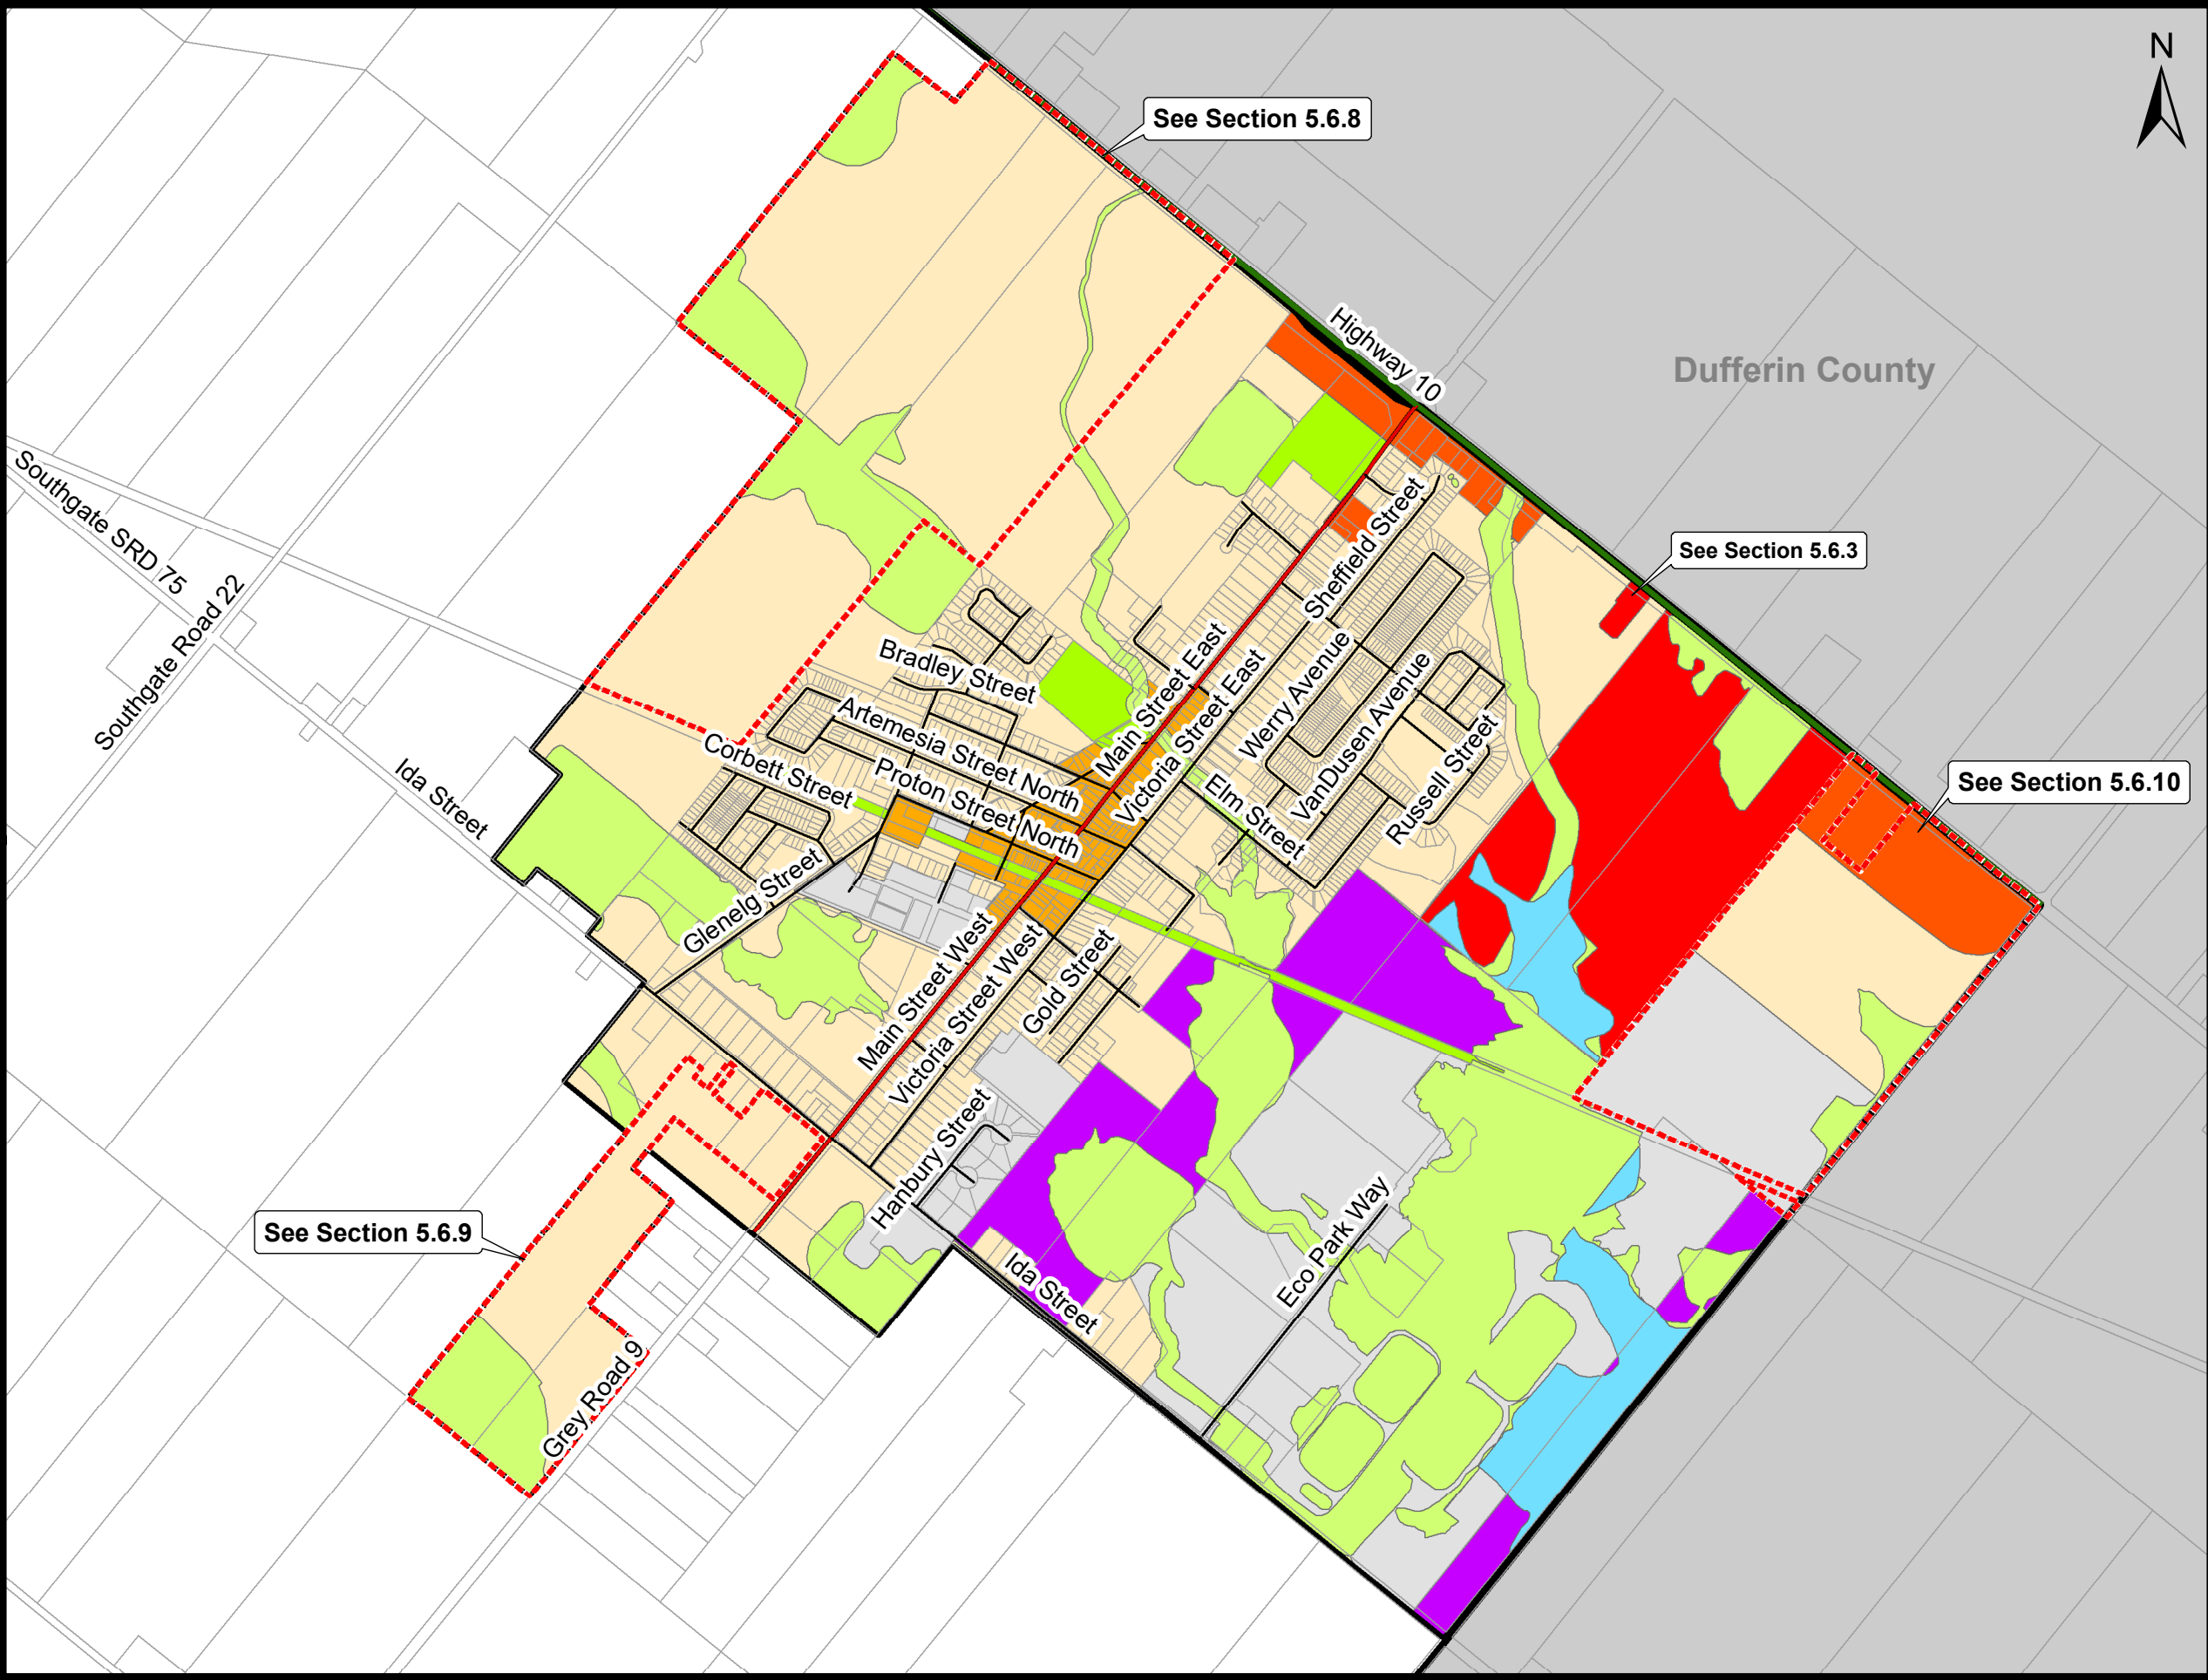 N
See Section 5.6.8
Highway 10
Dufferin County
Southgate SRD 75
Sheffield Street
See Section 5.6.3
Southgate Road 22
Bradley Street
Main Street East
Victoria Street East
Werry Avenue
VanDusen Avenue
Artemesia Street North
Russell Street
Corbett Street
Proton Street North
Elm Street
See Section 5.6.10
Ida Street
Glenelg Street
Main Street West
Victoria Street West
Gold Street
Hanbury Street
See Section 5.6.9
Eco Park Way
Ida Street
Grey Road 9